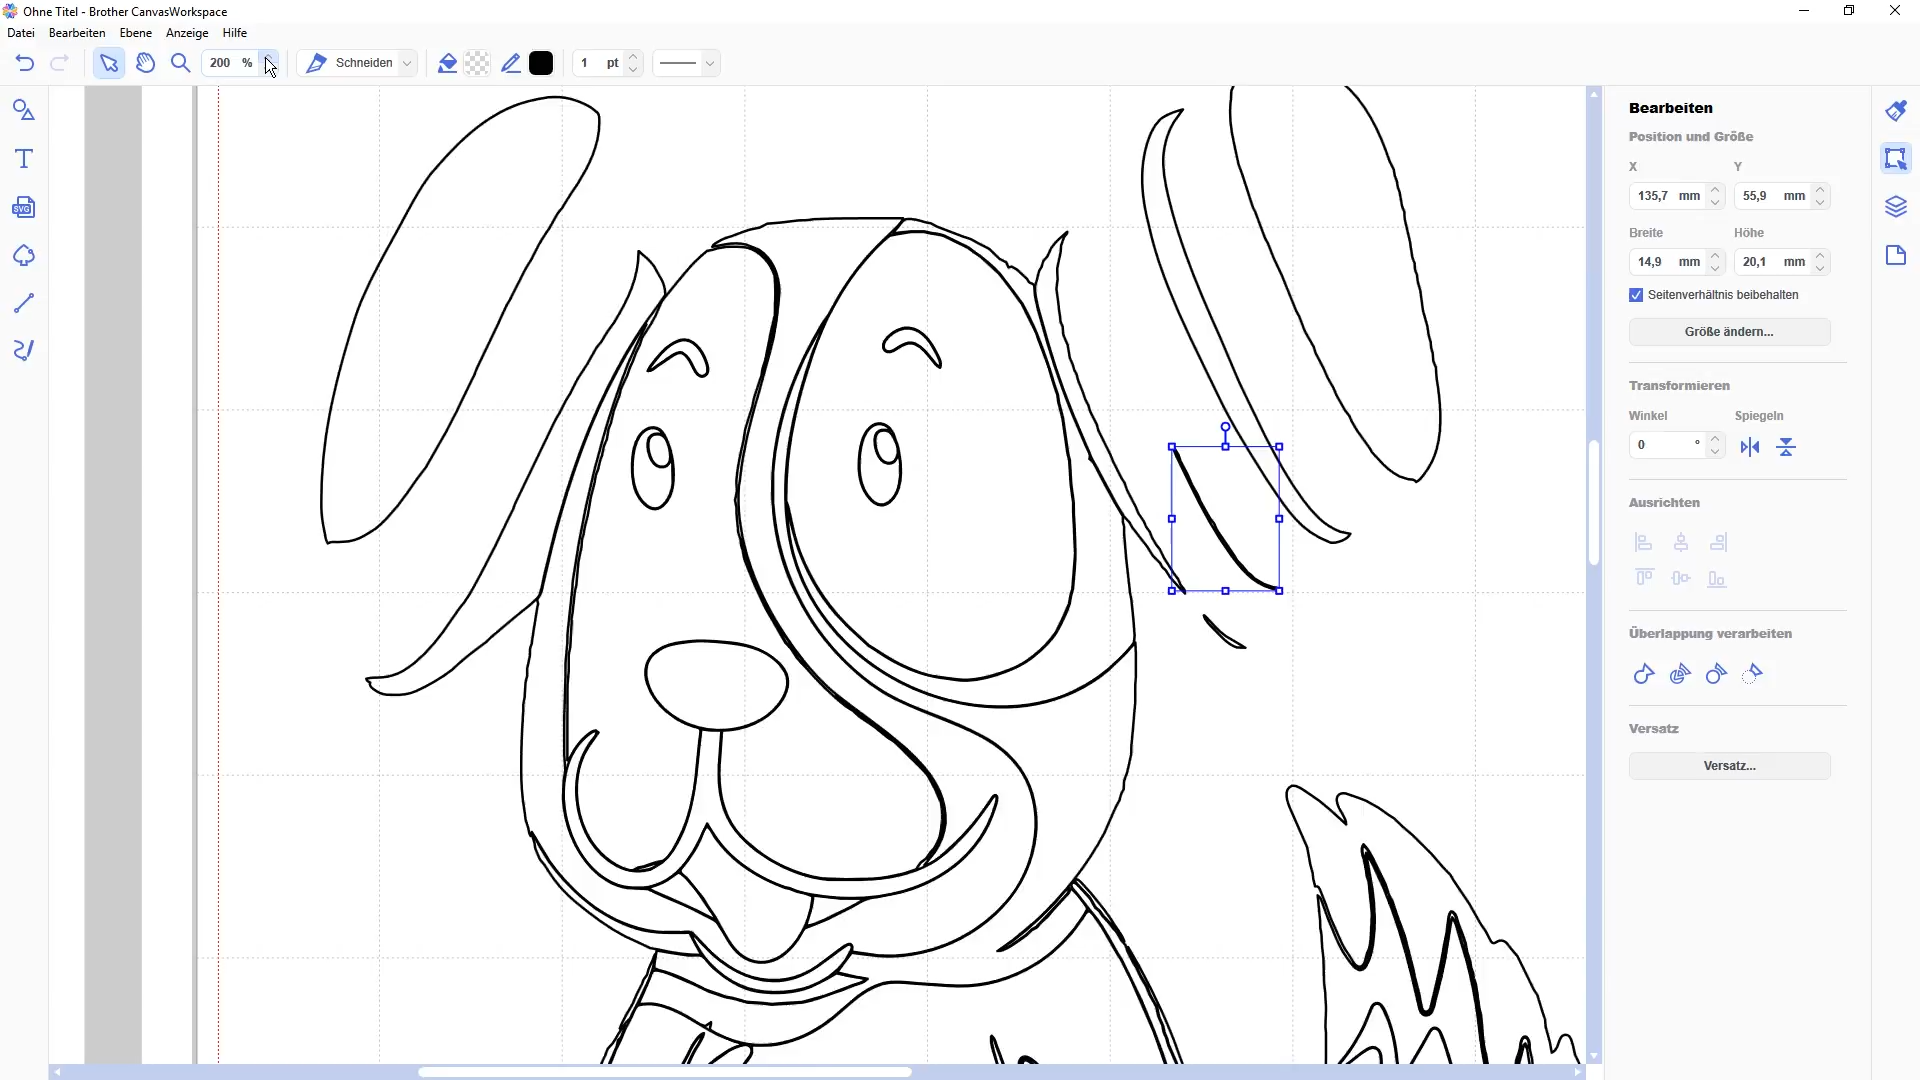 Ohne Titel - Brother CanvasWorkspace
Datei Bearbeiten Ebene Anzeige Hilfe
200 % Schneiden 1 pt
T
SVG
Bearbeiten
Position und Größe
X Y
135,7 mm 55,9 mm
Breite Höhe
14,9 mm 20,1 mm
Seitenverhältnis beibehalten
Größe ändern...
Transformieren
Winkel Spiegeln
0 °
Ausrichten
Überlappung verarbeiten
Versatz
Versatz...